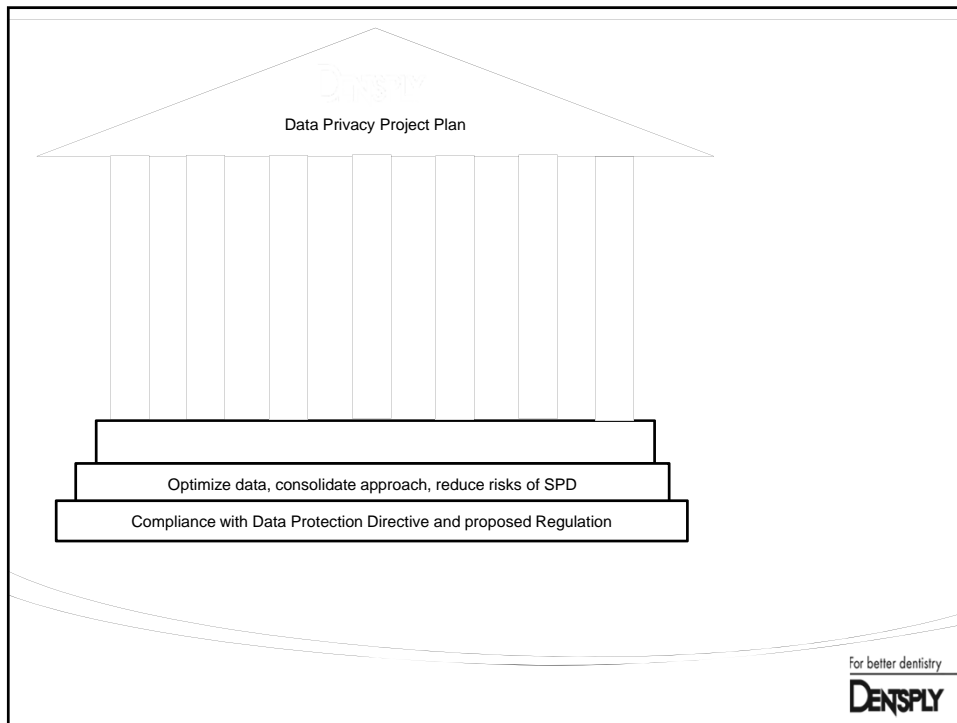 DENTSPLY
Data Privacy Project Plan
Optimize data, consolidate approach, reduce risks of SPD
Compliance with Data Protection Directive and proposed Regulation
For better dentistry
DENTSPLY